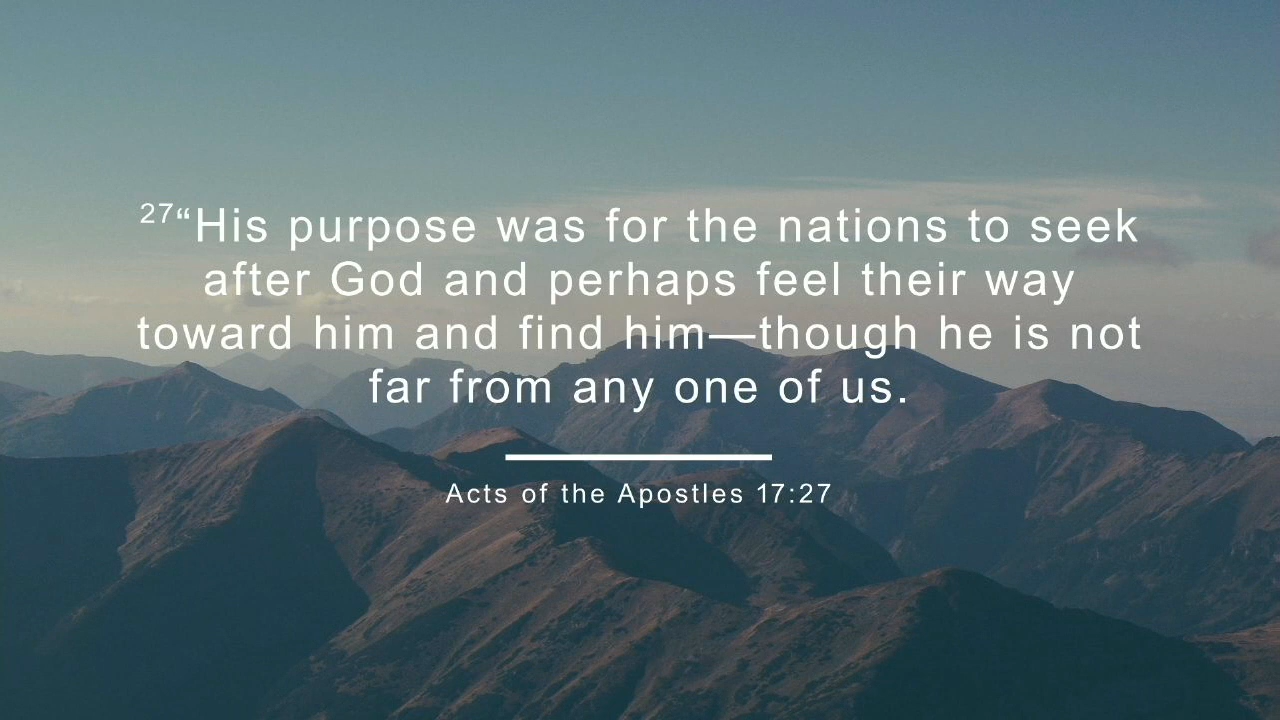 27“His purpose was for the nations to seek
after God and perhaps feel their way
toward him and find him—though he is not
far from any one of us.
Acts of the Apostles 17:27